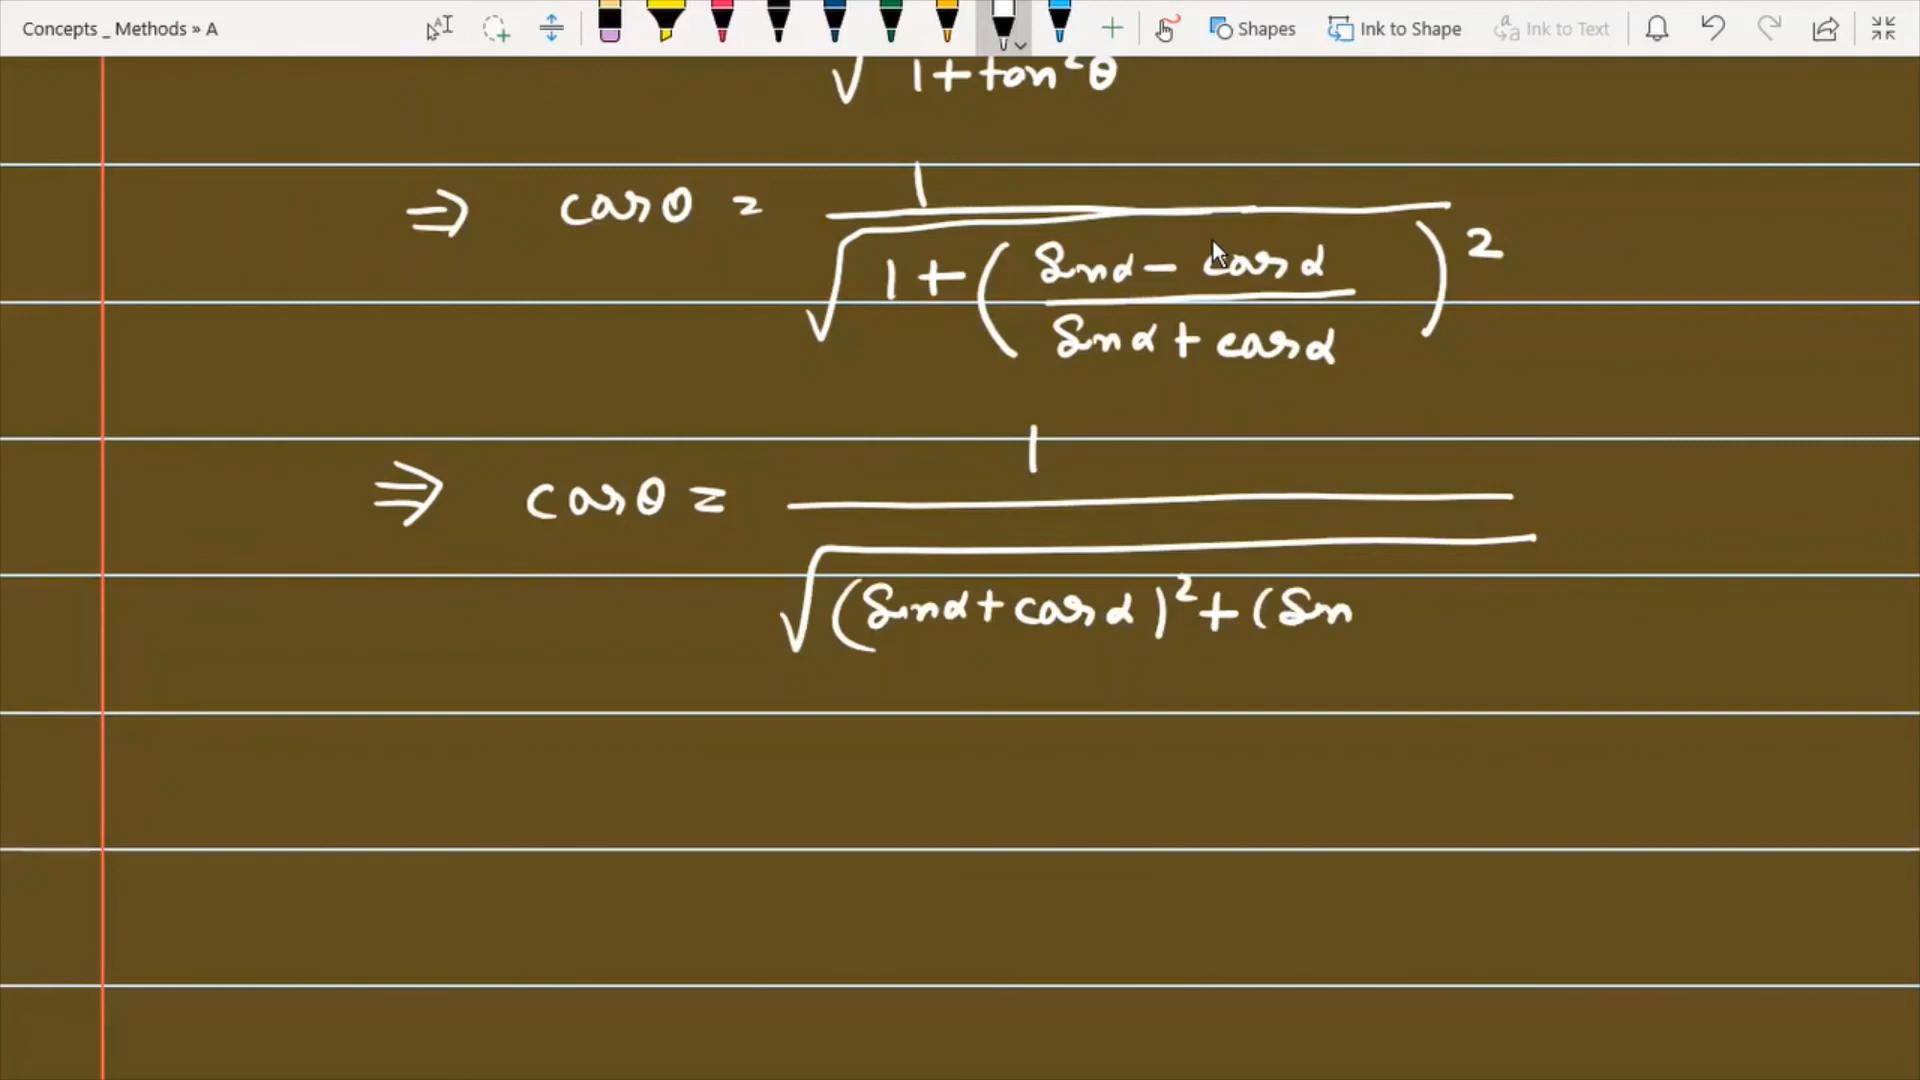 Concepts _ Methods » A
Shapes
Ink to Shape
Ink to Text
√ 1+tan²θ
⇒ cosθ = 1
√ 1+( sinα − cosα )²
sinα + cosα
⇒ cosθ = 1
√ (sinα+cosα)²+(sin